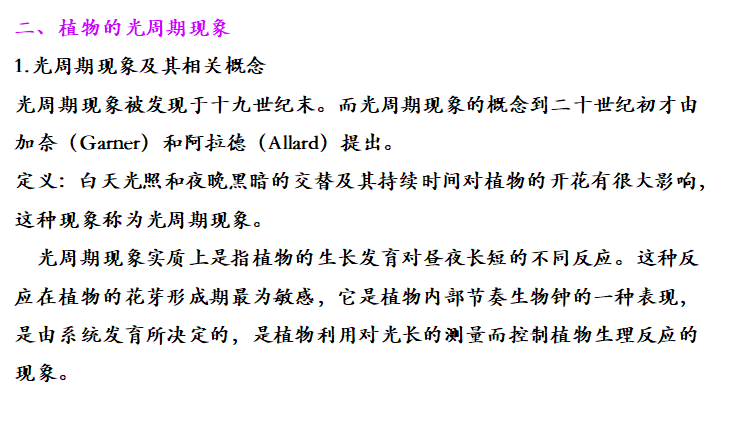 二、植物的光周期现象
1.光周期现象及其相关概念
光周期现象被发现于十九世纪末。而光周期现象的概念到二十世纪初才由
加奈（Garner）和阿拉德（Allard）提出。
定义：白天光照和夜晚黑暗的交替及其持续时间对植物的开花有很大影响，
这种现象称为光周期现象。
光周期现象实质上是指植物的生长发育对昼夜长短的不同反应。这种反
应在植物的花芽形成期最为敏感，它是植物内部节奏生物钟的一种表现，
是由系统发育所决定的，是植物利用对光长的测量而控制植物生理反应的
现象。